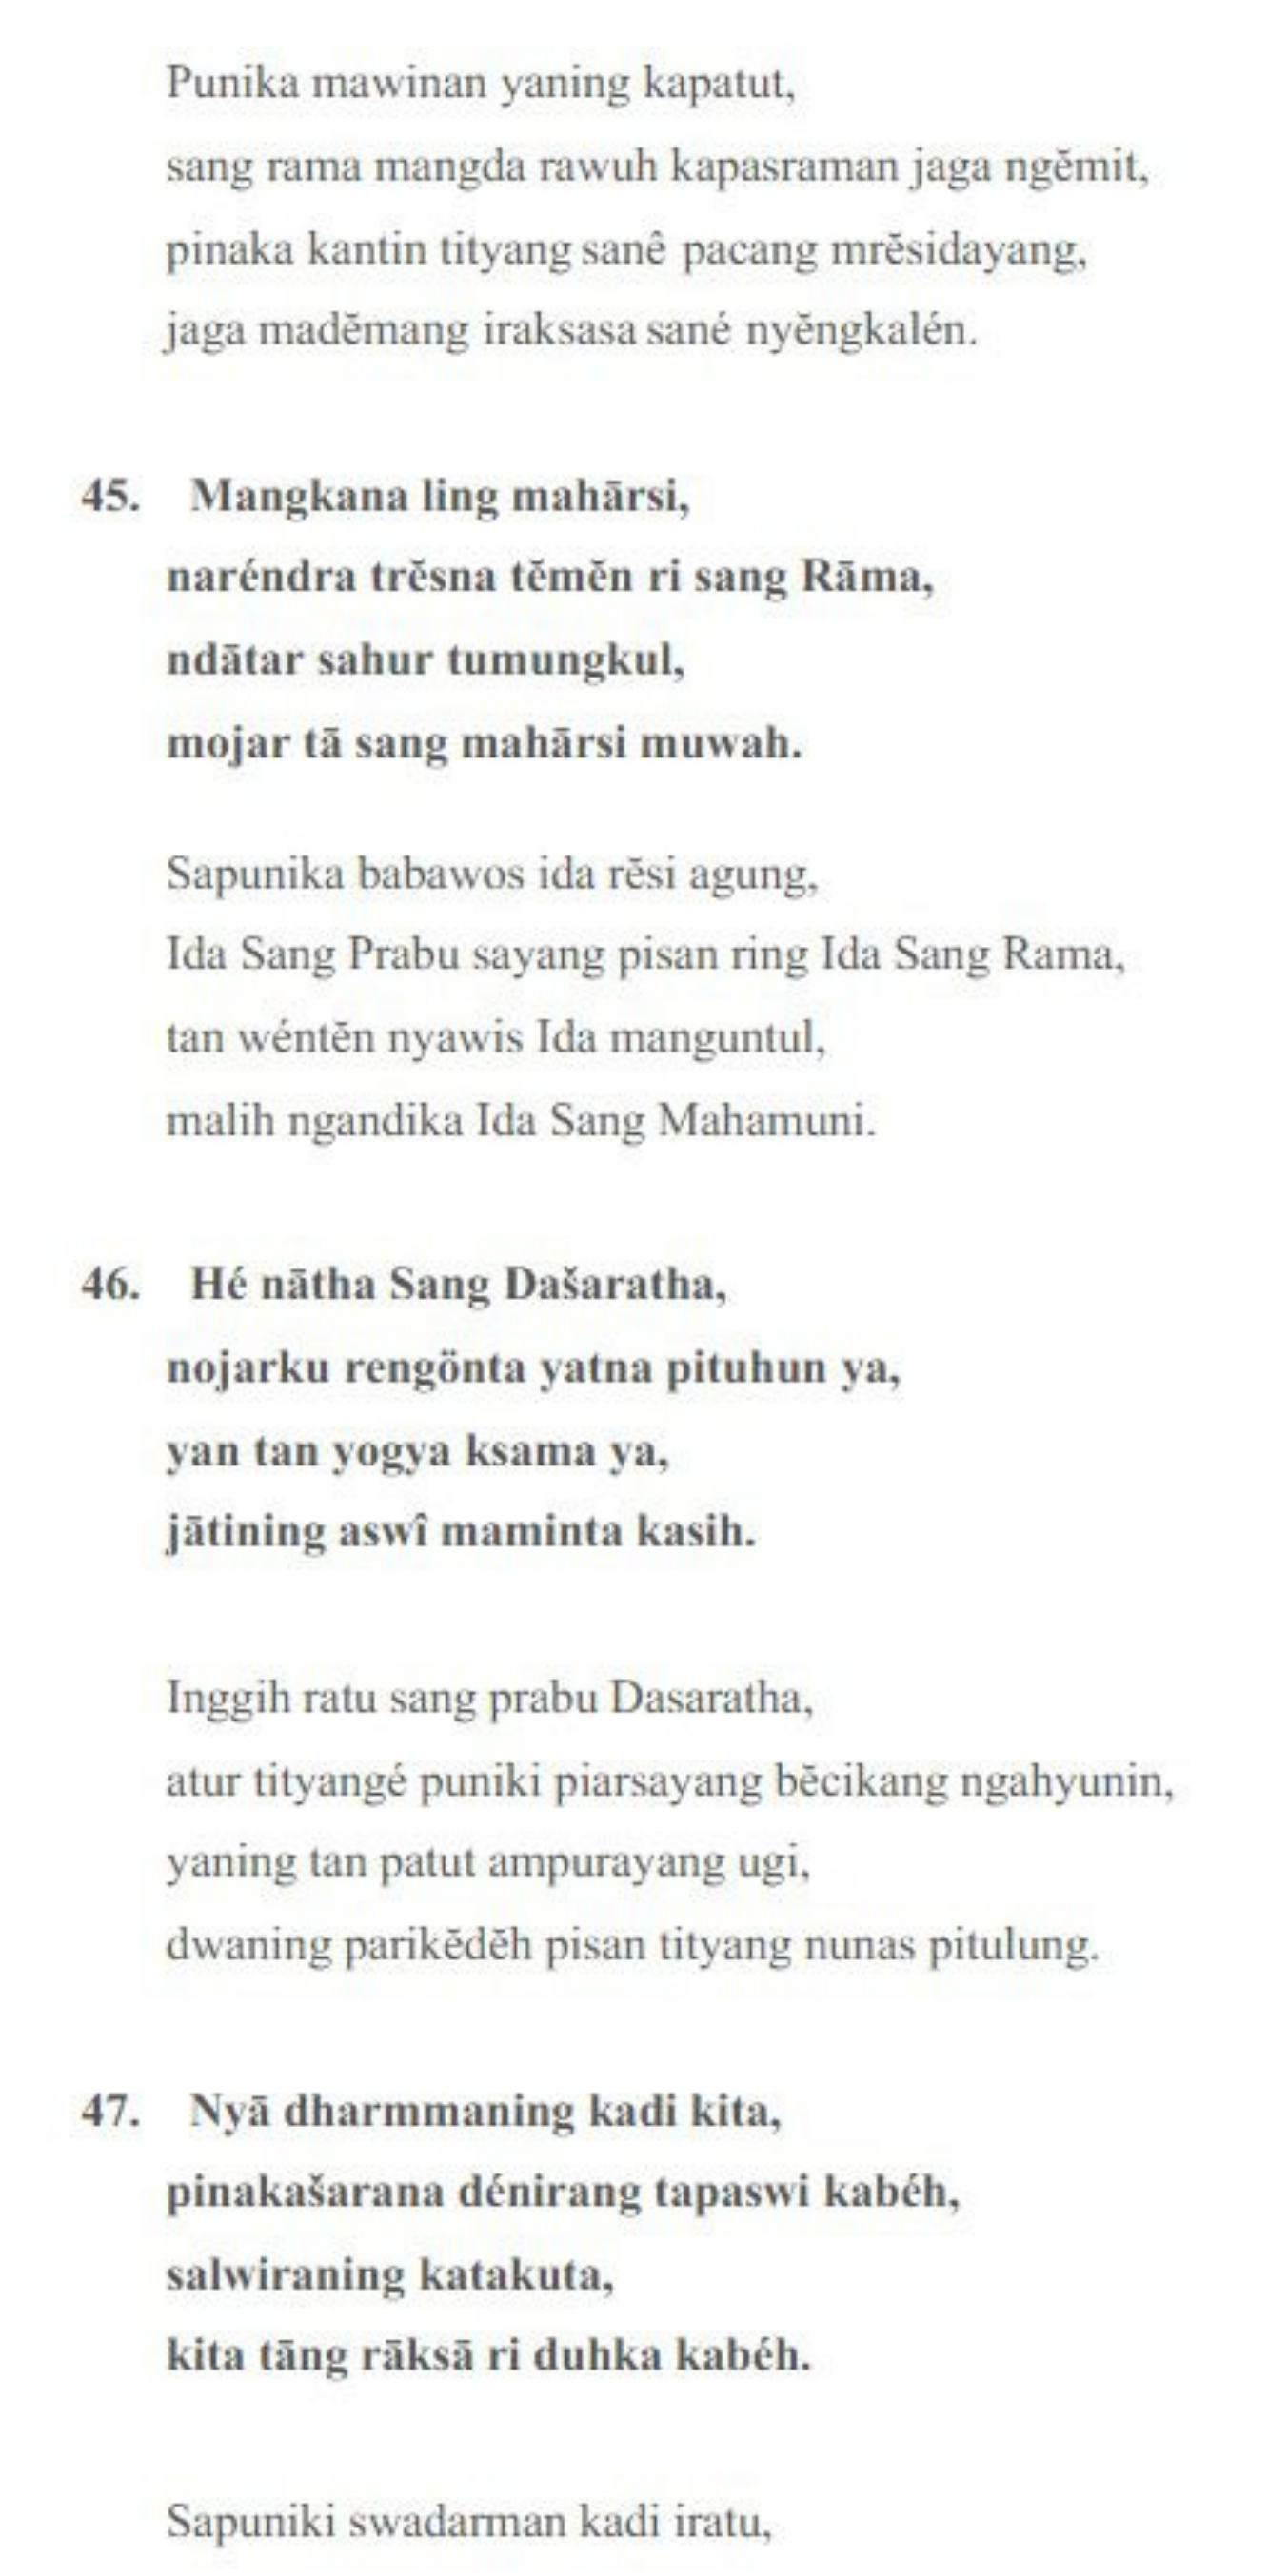 Punika mawinan yaning kapatut,
sang rama mangda rawuh kapasraman jaga ngĕmit,
pinaka kantin tityang sanê pacang mrĕsidayang,
jaga madĕmang iraksasa sané nyĕngkalén.
45. Mangkana ling mahārsi,
naréndra trĕsna tĕmĕn ri sang Rāma,
ndātar sahur tumungkul,
mojar tā sang mahārsi muwah.
Sapunika babawos ida rĕsi agung,
Ida Sang Prabu sayang pisan ring Ida Sang Rama,
tan wéntĕn nyawis Ida manguntul,
malih ngandika Ida Sang Mahamuni.
46. Hé nātha Sang Dašaratha,
nojarku rengönta yatna pituhun ya,
yan tan yogya ksama ya,
jātining aswî maminta kasih.
Inggih ratu sang prabu Dasaratha,
atur tityangé puniki piarsayang bĕcikang ngahyunin,
yaning tan patut ampurayang ugi,
dwaning parikĕdĕh pisan tityang nunas pitulung.
47. Nyā dharmmaning kadi kita,
pinakašarana dénirang tapaswi kabéh,
salwiraning katakuta,
kita tāng rāksā ri duhka kabéh.
Sapuniki swadarman kadi iratu,